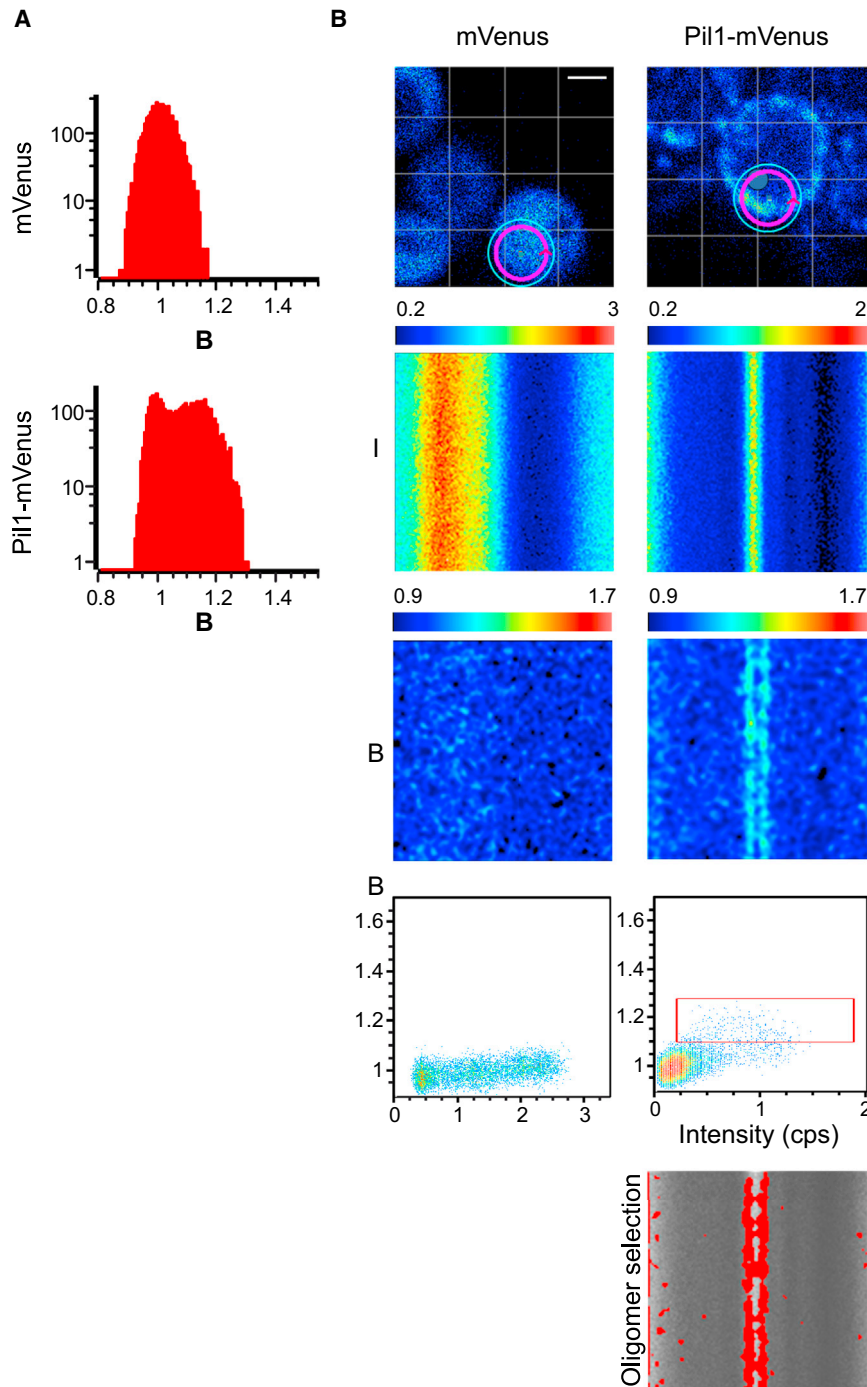 A
mVenus
100
10
1
0.8 1 1.2 1.4
B
Pil1-mVenus
100
10
1
0.8 1 1.2 1.4
B
B
mVenus Pil1-mVenus
0.2 3 0.2 2
I
0.9 1.7 0.9 1.7
B
B
1.6
1.4
1.2
1
0 1 2 3
1.6
1.4
1.2
1
0 1 2
Intensity (cps)
Oligomer selection